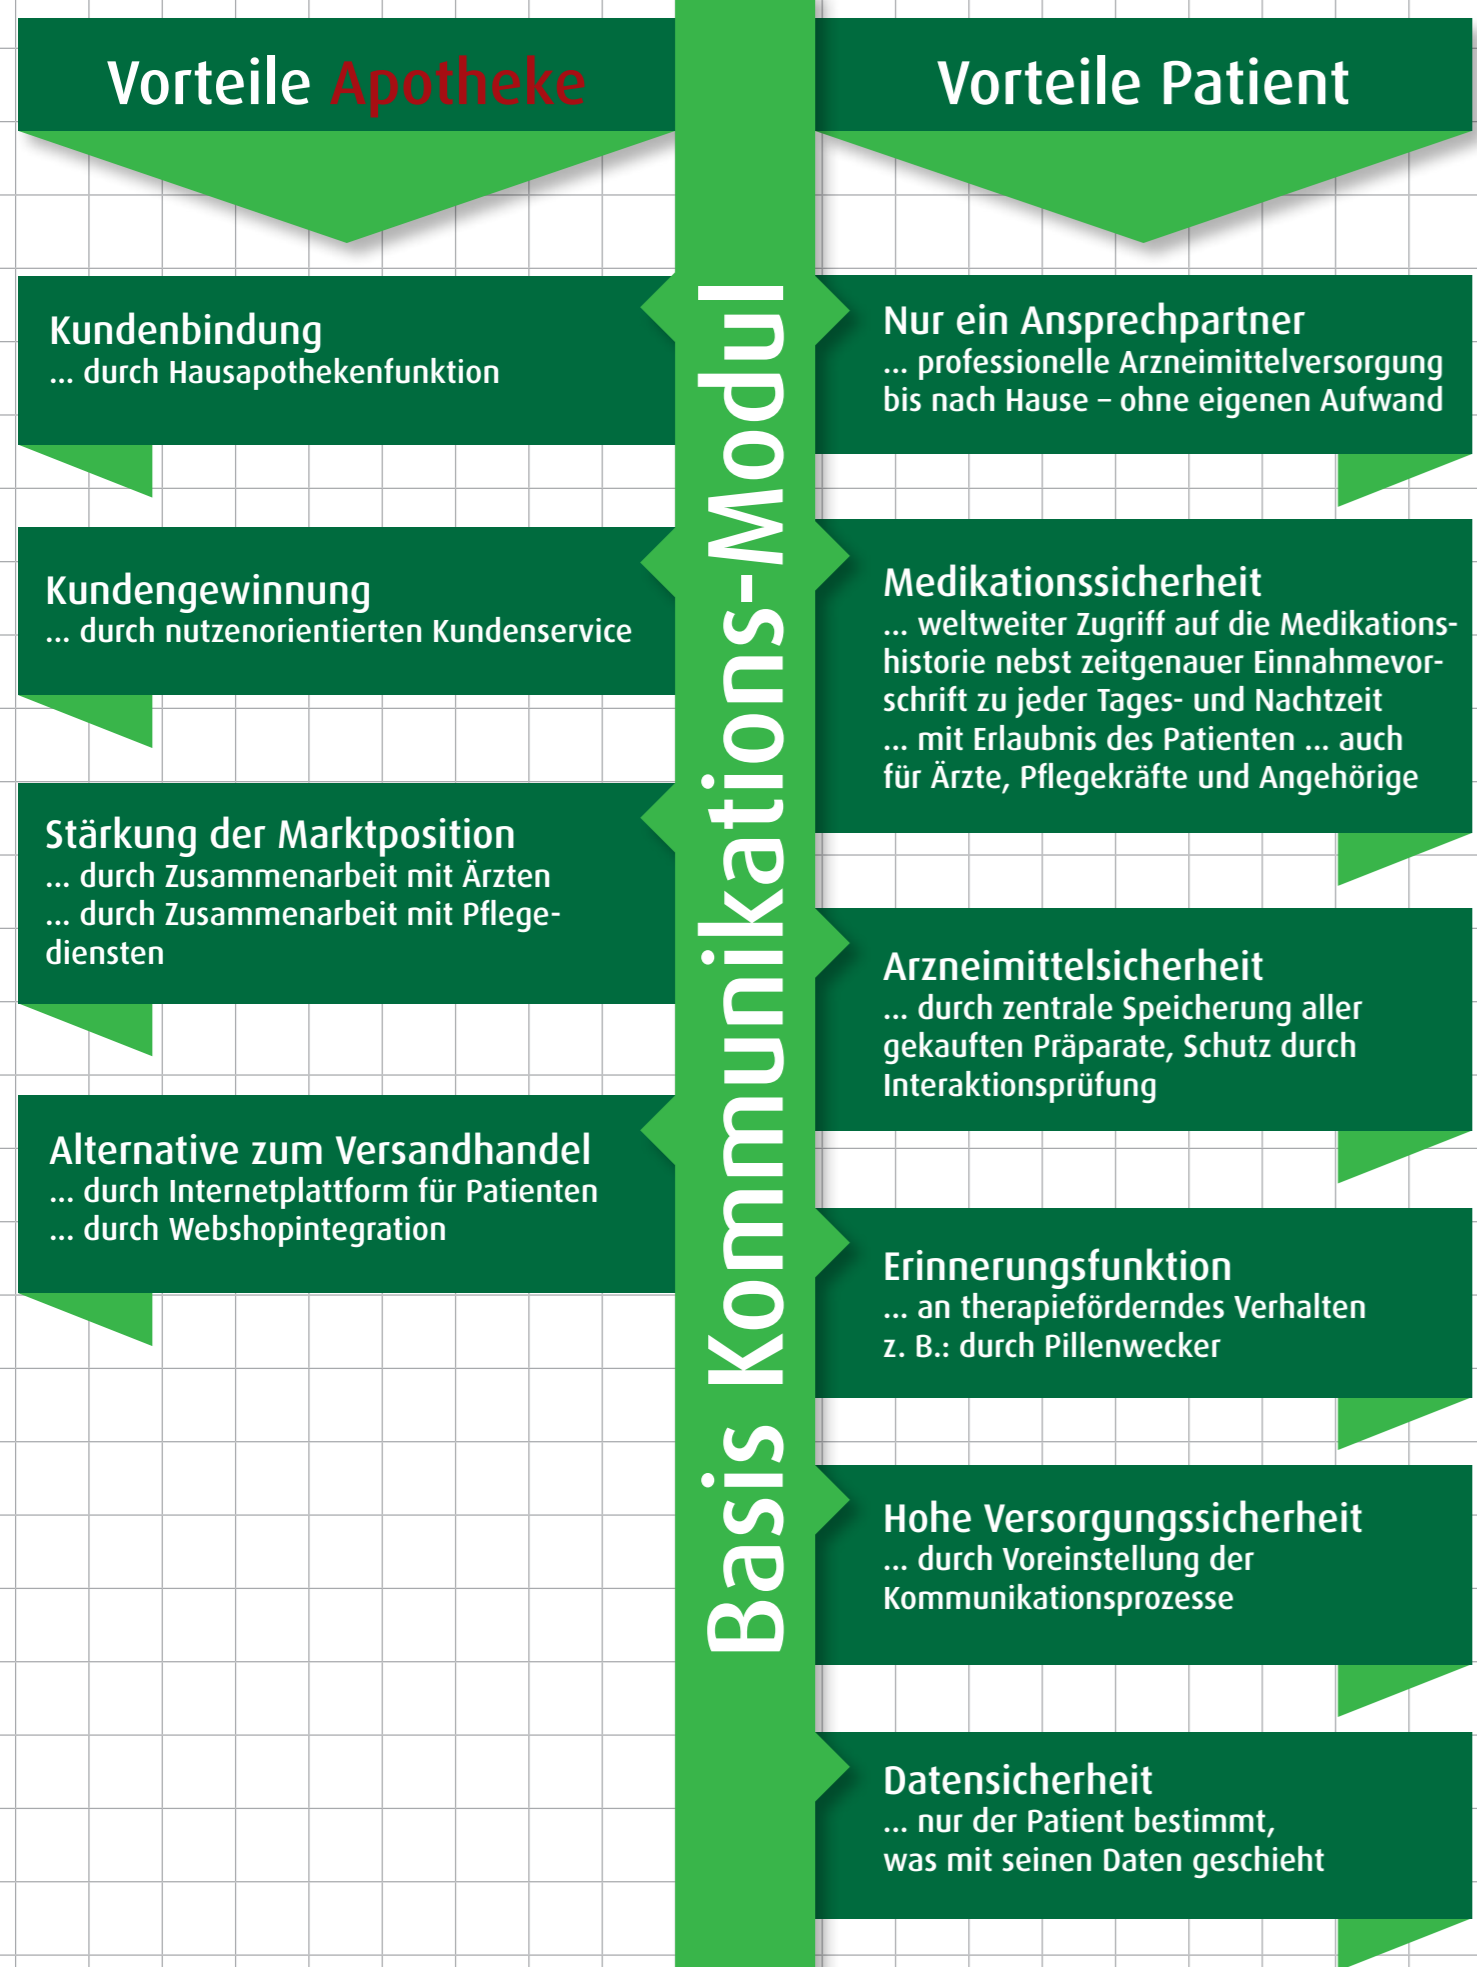 Vorteile Apotheke
Kundenbindung
... durch Hausapothekenfunktion
Kundengewinnung
... durch nutzenorientierten Kundenservice
Stärkung der Marktposition
... durch Zusammenarbeit mit Ärzten
... durch Zusammenarbeit mit Pflege-
diensten
Alternative zum Versandhandel
... durch Internetplattform für Patienten
... durch Webshopintegration
Basis Kommunikations-Modul
Vorteile Patient
Nur ein Ansprechpartner
... professionelle Arzneimittelversorgung
bis nach Hause – ohne eigenen Aufwand
Medikationssicherheit
... weltweiter Zugriff auf die Medikations-
historie nebst zeitgenauer Einnahmevor-
schrift zu jeder Tages- und Nachtzeit
... mit Erlaubnis des Patienten ... auch
für Ärzte, Pflegekräfte und Angehörige
Arzneimittelsicherheit
... durch zentrale Speicherung aller
gekauften Präparate, Schutz durch
Interaktionsprüfung
Erinnerungsfunktion
... an therapieförderndes Verhalten
z. B.: durch Pillenwecker
Hohe Versorgungssicherheit
... durch Voreinstellung der
Kommunikationsprozesse
Datensicherheit
... nur der Patient bestimmt,
was mit seinen Daten geschieht